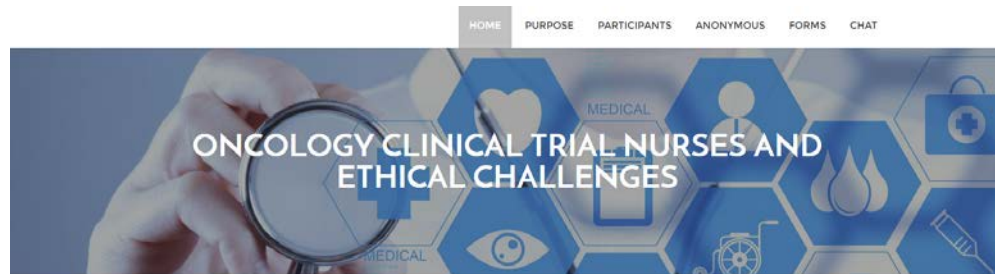 HOME PURPOSE PARTICIPANTS ANONYMOUS FORMS CHAT
MEDICAL
ONCOLOGY CLINICAL TRIAL NURSES AND
ETHICAL CHALLENGES
MEDICAL